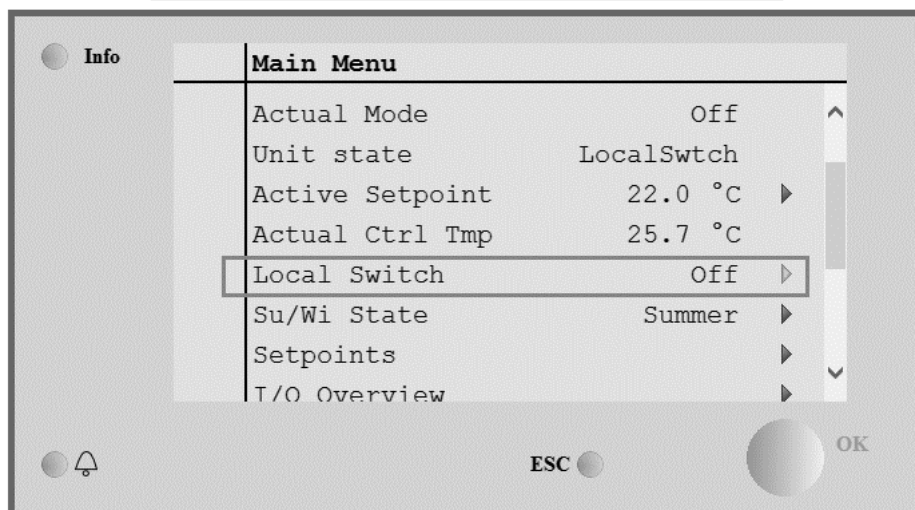 Info
Main Menu
Actual Mode Off
Unit state LocalSwtch
Active Setpoint 22.0 °C
Actual Ctrl Tmp 25.7 °C
Local Switch Off
Su/Wi State Summer
Setpoints
I/O Overview
ESC
OK